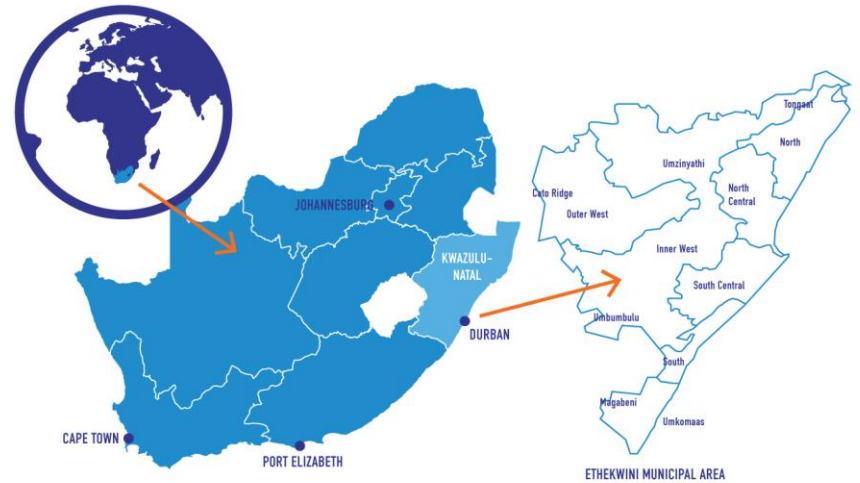 JOHANNESBURG
KWAZULU-
NATAL
DURBAN
CAPE TOWN
PORT ELIZABETH
Tongaat
North
Umzinyathi
North
Central
Cato Ridge
Outer West
Inner West
South Central
Umbumbulu
South
Magabeni
Umkomaas
ETHEKWINI MUNICIPAL AREA